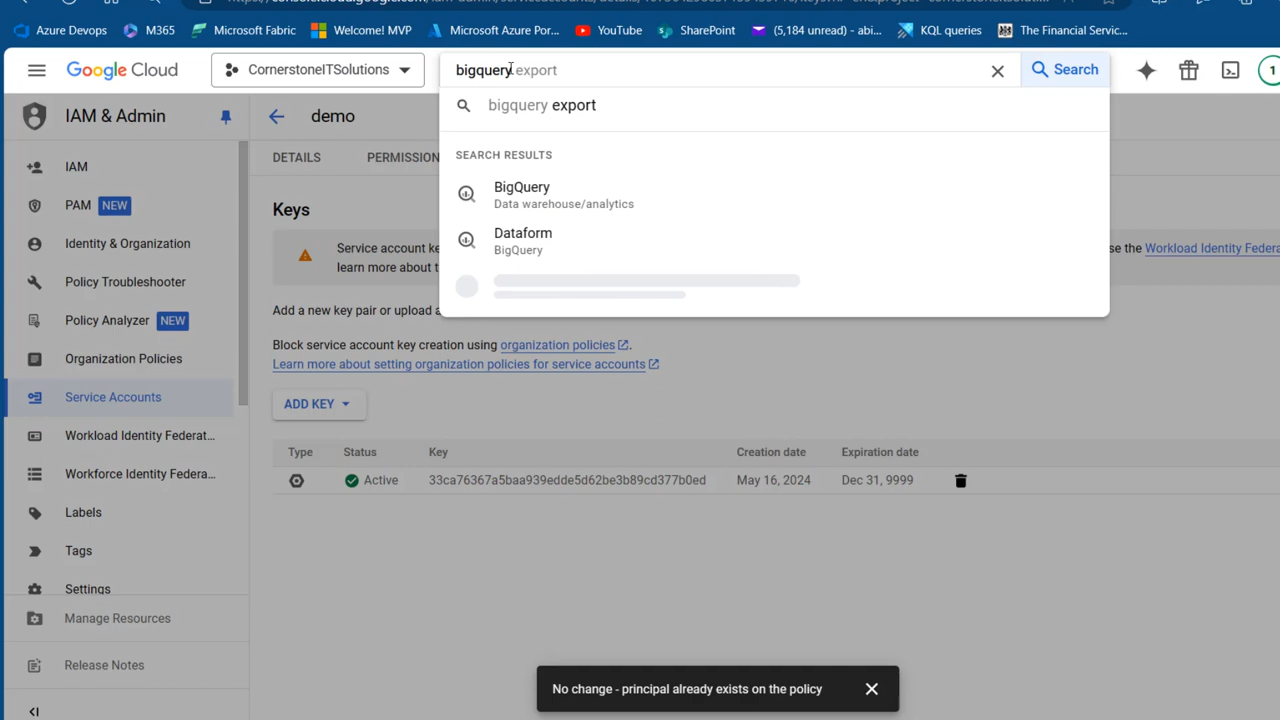 Azure Devops
M365
Microsoft Fabric
Welcome! MVP
Microsoft Azure Por...
YouTube
SharePoint
(5,184 unread) - abi...
KQL queries
The Financial Servic...
Google Cloud
CornerstoneITSolutions
bigquery export
Search
1
IAM & Admin
demo
bigquery export
DETAILS
PERMISSION
SEARCH RESULTS
IAM
BigQuery
Data warehouse/analytics
PAM NEW
Keys
Dataform
BigQuery
Identity & Organization
Service account ke
se the Workload Identity Federa
learn more about t
Policy Troubleshooter
Add a new key pair or upload a
Policy Analyzer NEW
Block service account key creation using organization policies.
Organization Policies
Learn more about setting organization policies for service accounts
Service Accounts
ADD KEY
Workload Identity Federat...
Type
Status
Key
Creation date
Expiration date
Workforce Identity Federa...
Active
33ca76367a5baa939edde5d62be3b89cd377b0ed
May 16, 2024
Dec 31, 9999
Labels
Tags
Settings
Manage Resources
Release Notes
No change - principal already exists on the policy